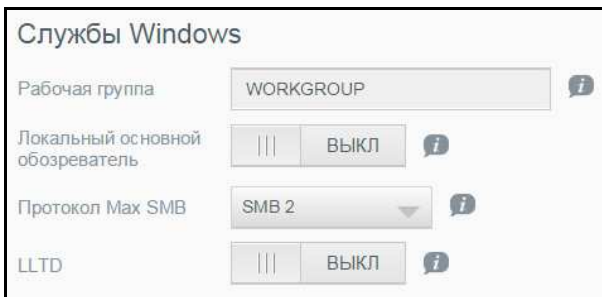 Службы Windows
Рабочая группа WORKGROUP
Локальный основной обозреватель ВЫКЛ
Протокол Max SMB SMB 2
LLTD ВЫКЛ